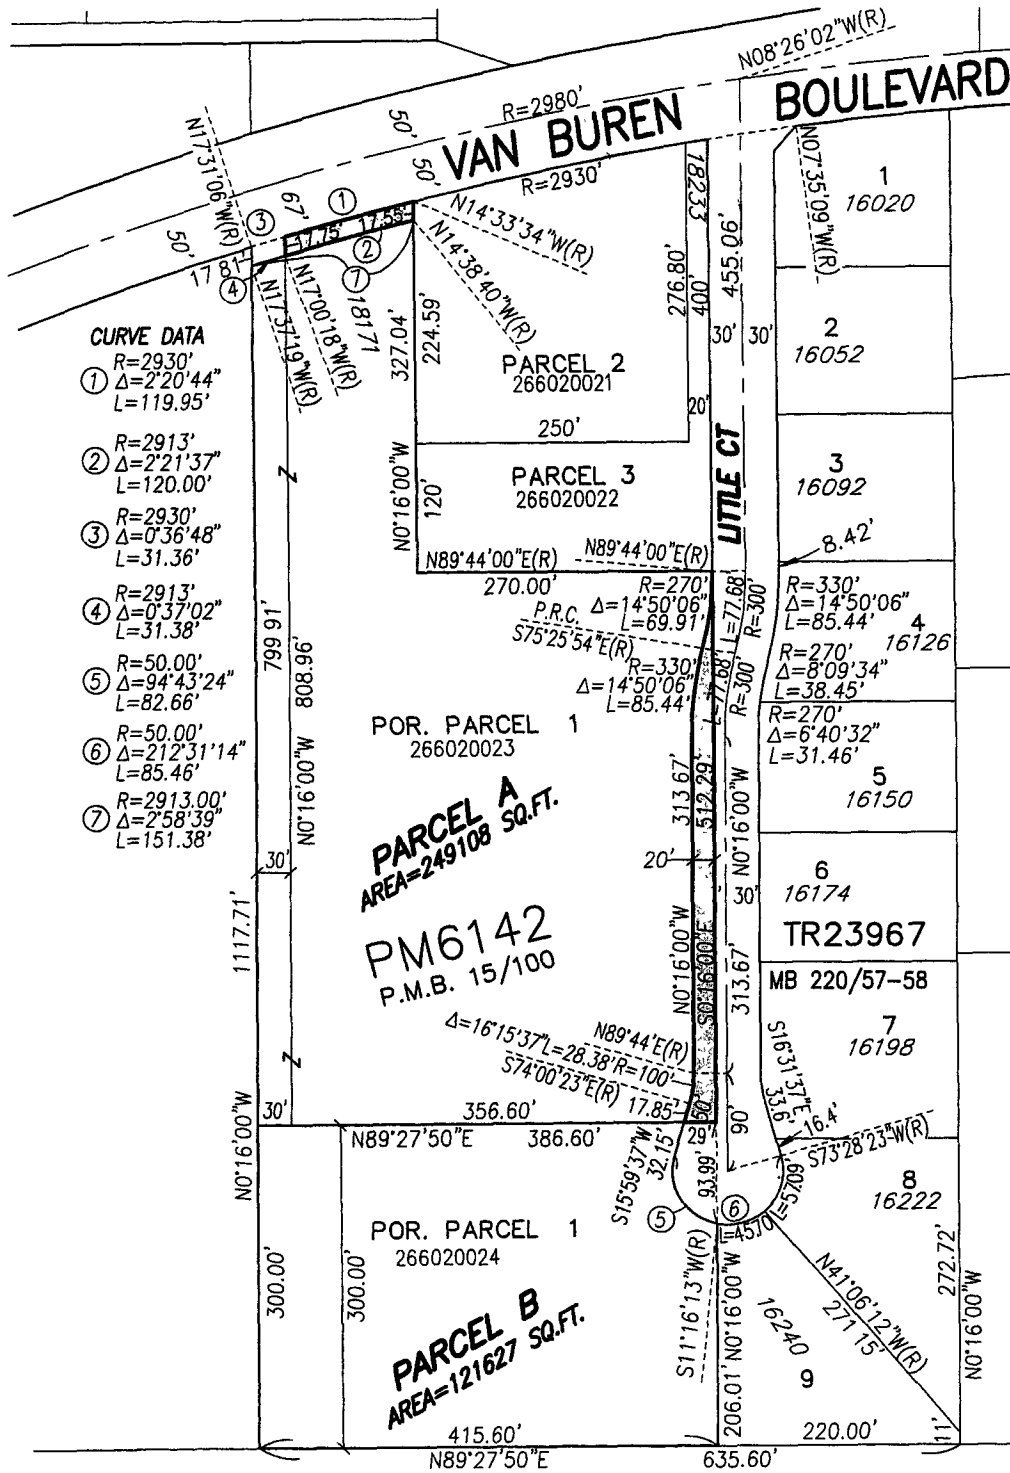 N08°26'02"W(R)
R=2980'
VAN BUREN
BOULEVARD
50'
50'
R=2930'
N17°31'06"W(R)
67'
①
③
17.75'
17.55'
②
50'
17.81'
④
⑦
N14°33'34"W(R)
N14°38'40"W(R)
N17°00'18"W(R)
N17°37'19"W(R)
18171
18233
N07°35'09"W(R)
1
16020
455.06'
276.80'
400'
30'
30'
327.04'
224.59'
2
16052
CURVE DATA
① R=2930'
Δ=2°20'44"
L=119.95'
② R=2913'
Δ=2°21'37"
L=120.00'
③ R=2930'
Δ=0°36'48"
L=31.36'
④ R=2913'
Δ=0°37'02"
L=31.38'
⑤ R=50.00'
Δ=94°43'24"
L=82.66'
⑥ R=50.00'
Δ=212°31'14"
L=85.46'
⑦ R=2913.00'
Δ=2°58'39"
L=151.38'
PARCEL 2
266020021
20'
250'
PARCEL 3
266020022
N0°16'00"W
120'
LITTLE CT
3
16092
8.42'
N89°44'00"E(R)
270.00'
N89°44'00"E(R)
R=270'
Δ=14°50'06"
L=69.91'
P.R.C.
S75°25'54"E(R)
R=330'
Δ=14°50'06"
L=85.44'
L=77.68'
R=300'
L=77.68'
R=300'
R=330'
Δ=14°50'06"
L=85.44'
4
16126
R=270'
Δ=8°09'34"
L=38.45'
R=270'
Δ=6°40'32"
L=31.46'
5
16150
799.91'
808.96'
N0°16'00"W
POR. PARCEL 1
266020023
PARCEL A
AREA=249108 SQ.FT.
313.67'
512.29'
N0°16'00"W
20'
30'
6
16174
TR23967
MB 220/57-58
30'
1117.71'
PM6142
P.M.B. 15/100
N0°16'00"W
S0°16'00"E
313.67'
7
16198
Δ=16°15'37" L=28.38' R=100'
N89°44'E(R)
S74°00'23"E(R)
17.85'
50'
90'
S16°31'37"E
33.6'
16.4'
S73°28'23"W(R)
N0°16'00"W
30'
356.60'
N89°27'50"E
386.60'
29'
S15°59'37"W
32.15'
93.99'
⑤
⑥
L=45.70'
L=57.09'
8
16222
POR. PARCEL 1
266020024
300.00'
300.00'
S11°16'13"W(R)
206.01' N0°16'00"W
N41°06'12"W(R)
271.15'
272.72'
N0°16'00"W
PARCEL B
AREA=121627 SQ.FT.
16240
9
415.60'
220.00'
11'
N89°27'50"E
635.60'